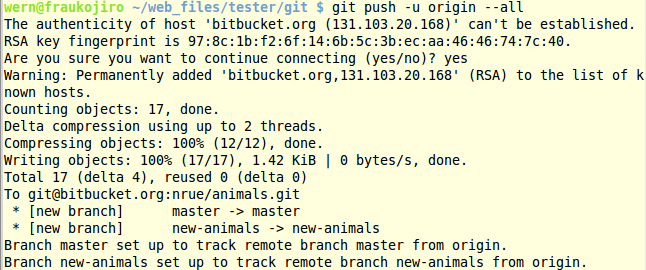 wern@fraukojiro ~/web_files/tester/git $ git push -u origin --all
The authenticity of host 'bitbucket.org (131.103.20.168)' can't be established.
RSA key fingerprint is 97:8c:1b:f2:6f:14:6b:5c:3b:ec:aa:46:46:74:7c:40.
Are you sure you want to continue connecting (yes/no)? yes
Warning: Permanently added 'bitbucket.org,131.103.20.168' (RSA) to the list of k
nown hosts.
Counting objects: 17, done.
Delta compression using up to 2 threads.
Compressing objects: 100% (12/12), done.
Writing objects: 100% (17/17), 1.42 KiB | 0 bytes/s, done.
Total 17 (delta 4), reused 0 (delta 0)
To git@bitbucket.org:nrue/animals.git
 * [new branch]      master -> master
 * [new branch]      new-animals -> new-animals
Branch master set up to track remote branch master from origin.
Branch new-animals set up to track remote branch new-animals from origin.